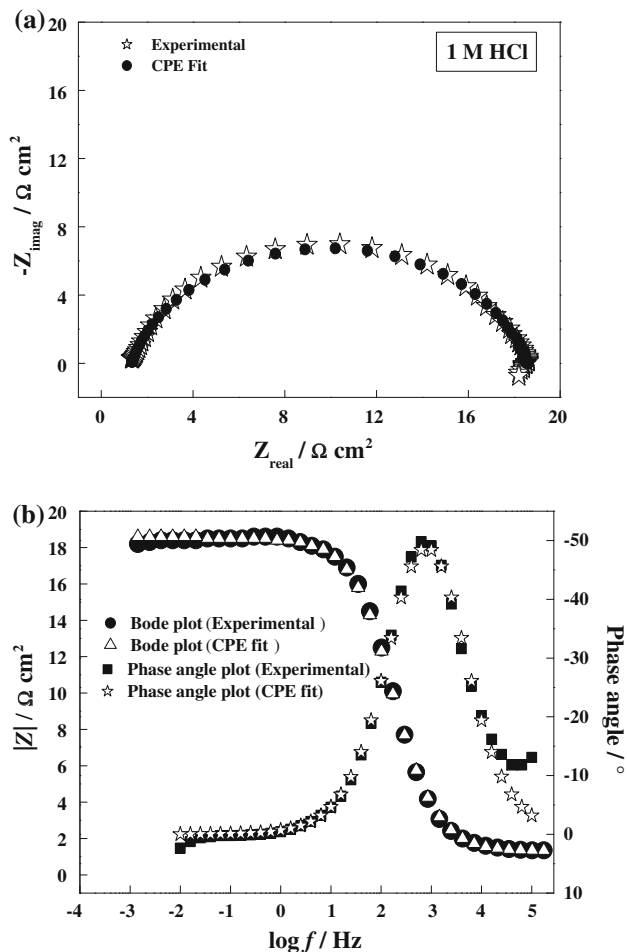 (a)
20
16
12
8
4
0
Experimental
CPE Fit
1 M HCl
-Z_imag / Ω cm²
0 4 8 12 16 20
Z_real / Ω cm²
(b)
20
18
16
14
12
10
8
6
4
2
0
-50
-40
-30
-20
-10
0
10
Bode plot (Experimental )
Bode plot (CPE fit )
Phase angle plot (Experimental)
Phase angle plot (CPE fit)
|Z| / Ω cm²
Phase angle / °
-4 -3 -2 -1 0 1 2 3 4 5 6
log f / Hz